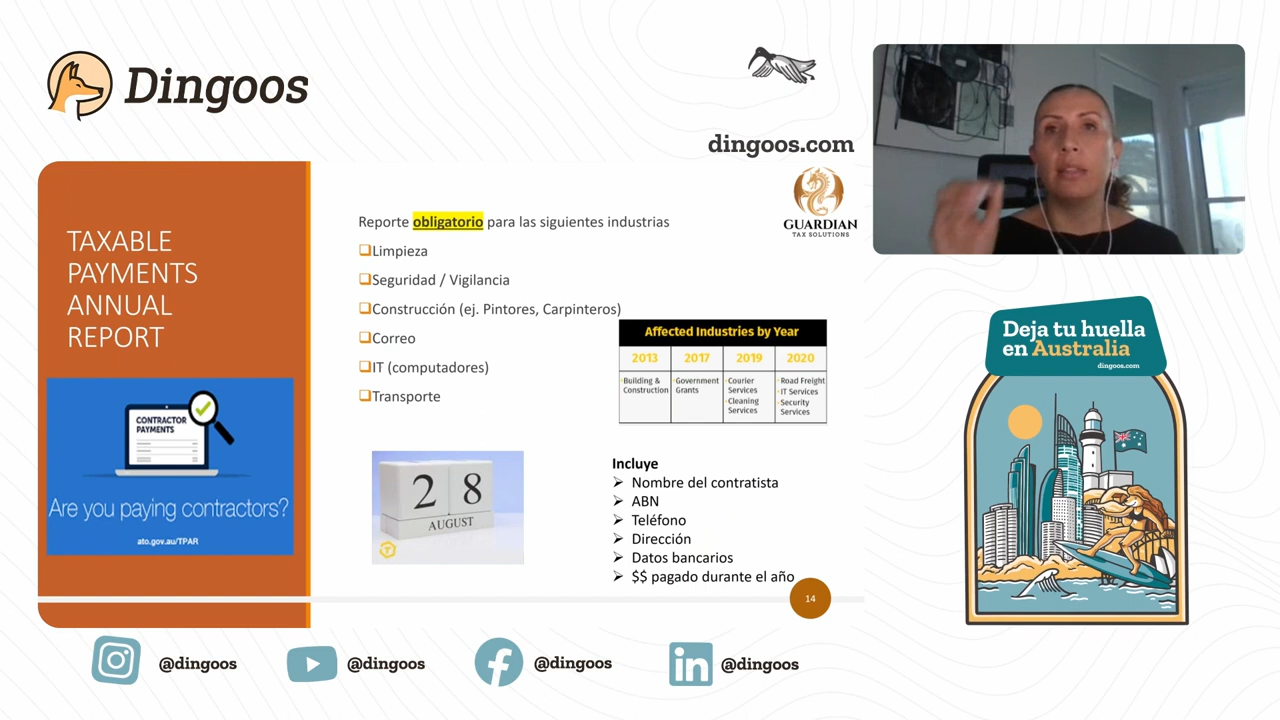 Dingoos
dingoos.com
GUARDIAN
TAX SOLUTIONS
TAXABLE
PAYMENTS
ANNUAL
REPORT
CONTRACTOR
PAYMENTS
Are you paying contractors?
ato.gov.au/TPAR
Reporte obligatorio para las siguientes industrias
Limpieza
Seguridad / Vigilancia
Construcción (ej. Pintores, Carpinteros)
Correo
IT (computadores)
Transporte
Affected Industries by Year
2013 2017 2019 2020
Building & Construction
Government Grants
Courier Services
Cleaning Services
Road Freight
IT Services
Security Services
28
AUGUST
Incluye
Nombre del contratista
ABN
Teléfono
Dirección
Datos bancarios
$$ pagado durante el año
14
Deja tu huella
en Australia
dingoos.com
@dingoos
@dingoos
@dingoos
@dingoos